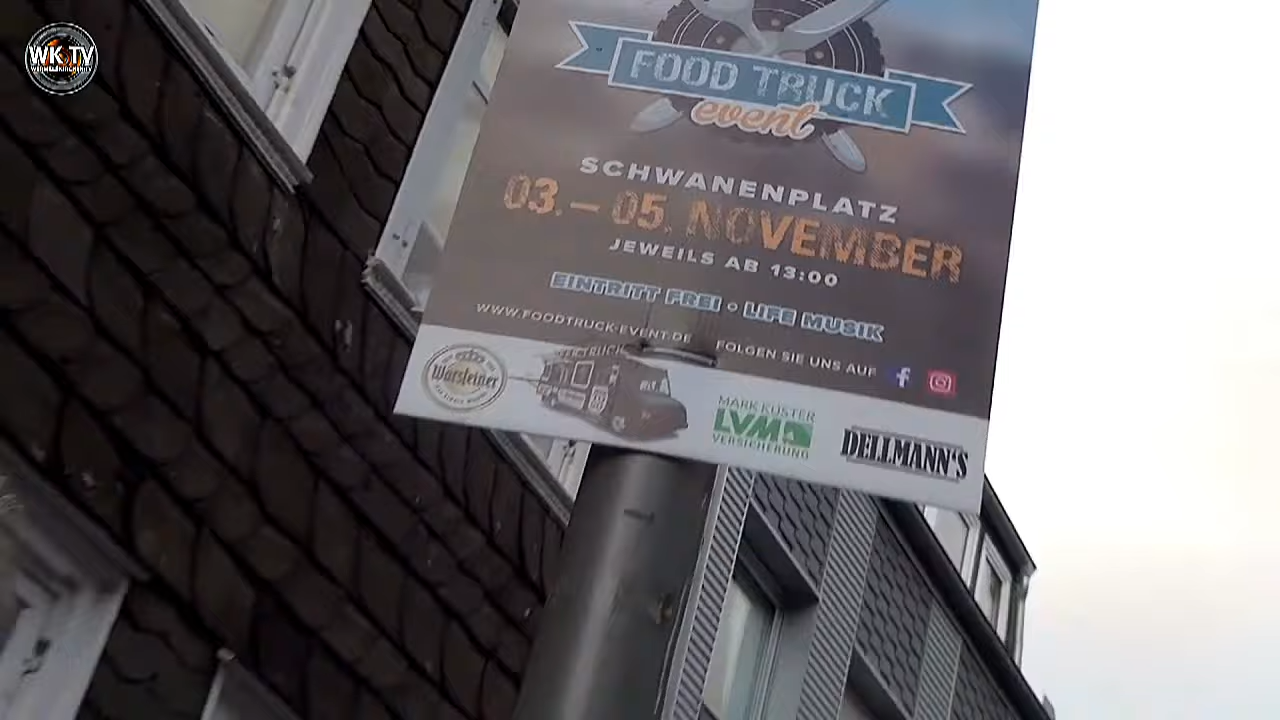 WK.TV
FOOD TRUCK
event
SCHWANENPLATZ
03. – 05. NOVEMBER
JEWEILS AB 13:00
EINTRITT FREI • LIFE MUSIK
WWW.FOODTRUCK-EVENT.DE FOLGEN SIE UNS AUF
Warsteiner
MARK KÜSTER
LVM
VERSICHERUNG
DELLMANN'S